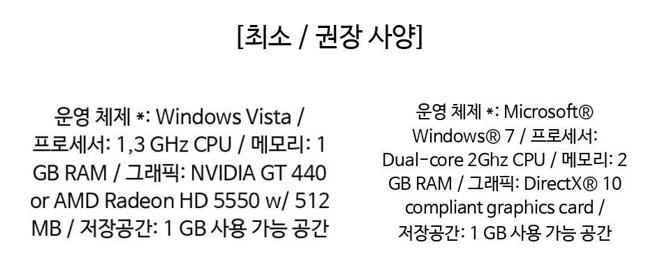 [최소 / 권장 사양]
운영 체제 *: Windows Vista /
프로세서: 1,3 GHz CPU / 메모리: 1
GB RAM / 그래픽: NVIDIA GT 440
or AMD Radeon HD 5550 w/ 512
MB / 저장공간: 1 GB 사용 가능 공간
운영 체제 *: Microsoft®
Windows® 7 / 프로세서:
Dual-core 2Ghz CPU / 메모리: 2
GB RAM / 그래픽: DirectX® 10
compliant graphics card /
저장공간: 1 GB 사용 가능 공간